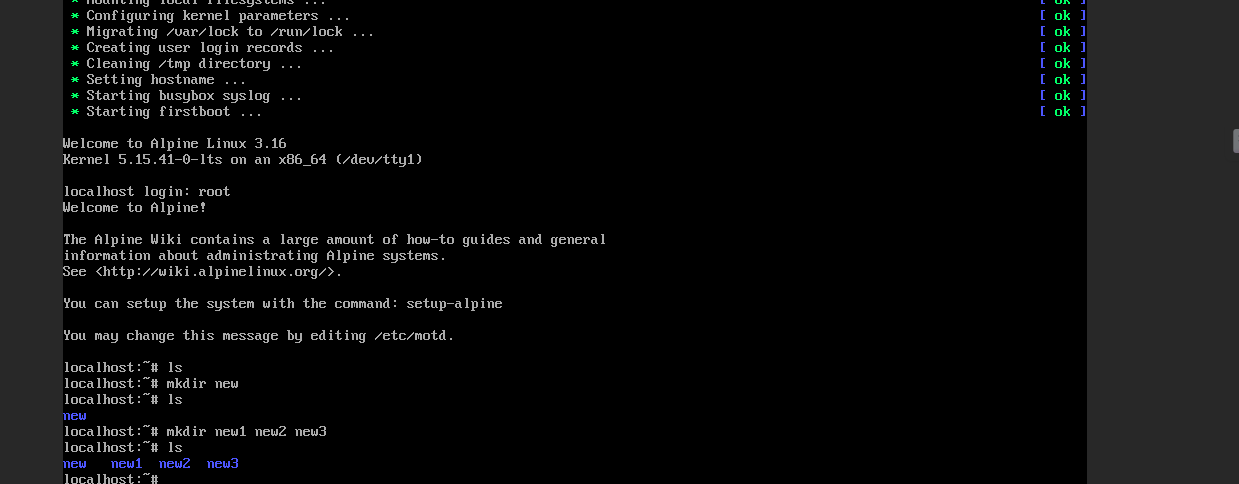 * Mounting local filesystems ... [ ok ]
* Configuring kernel parameters ... [ ok ]
* Migrating /var/lock to /run/lock ... [ ok ]
* Creating user login records ... [ ok ]
* Cleaning /tmp directory ... [ ok ]
* Setting hostname ... [ ok ]
* Starting busybox syslog ... [ ok ]
* Starting firstboot ... [ ok ]
Welcome to Alpine Linux 3.16
Kernel 5.15.41-0-lts on an x86_64 (/dev/tty1)
localhost login: root
Welcome to Alpine!
The Alpine Wiki contains a large amount of how-to guides and general
information about administrating Alpine systems.
See <http://wiki.alpinelinux.org/>.
You can setup the system with the command: setup-alpine
You may change this message by editing /etc/motd.
localhost:~# ls
localhost:~# mkdir new
localhost:~# ls
new
localhost:~# mkdir new1 new2 new3
localhost:~# ls
new new1 new2 new3
localhost:~#